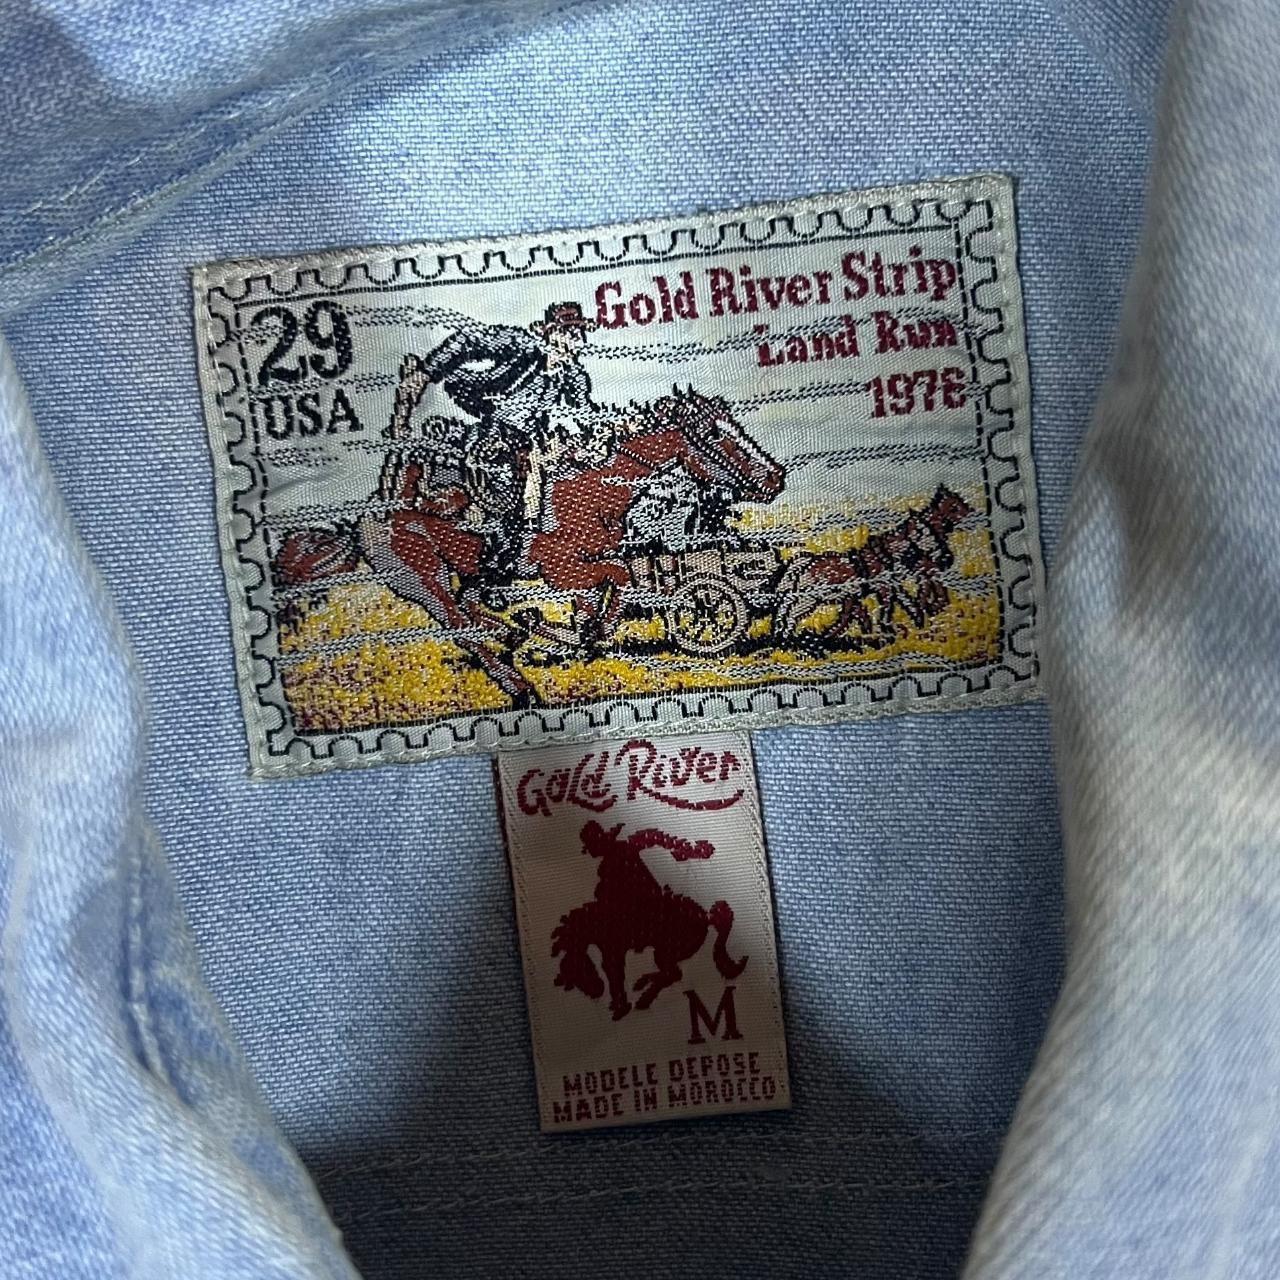 29
USA
Gold River Strip
Land Run
1976
Gold River
M
MODELE DEPOSE
MADE IN MOROCCO